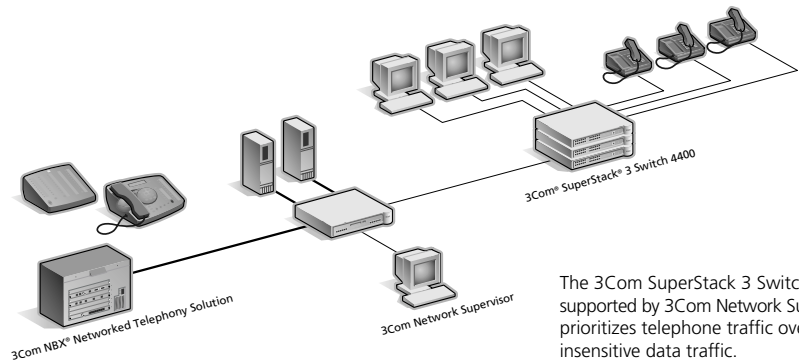 3Com® SuperStack® 3 Switch 4400
3Com NBX® Networked Telephony Solution
3Com Network Supervisor
The 3Com SuperStack 3 Switc
supported by 3Com Network Su
prioritizes telephone traffic ove
insensitive data traffic.